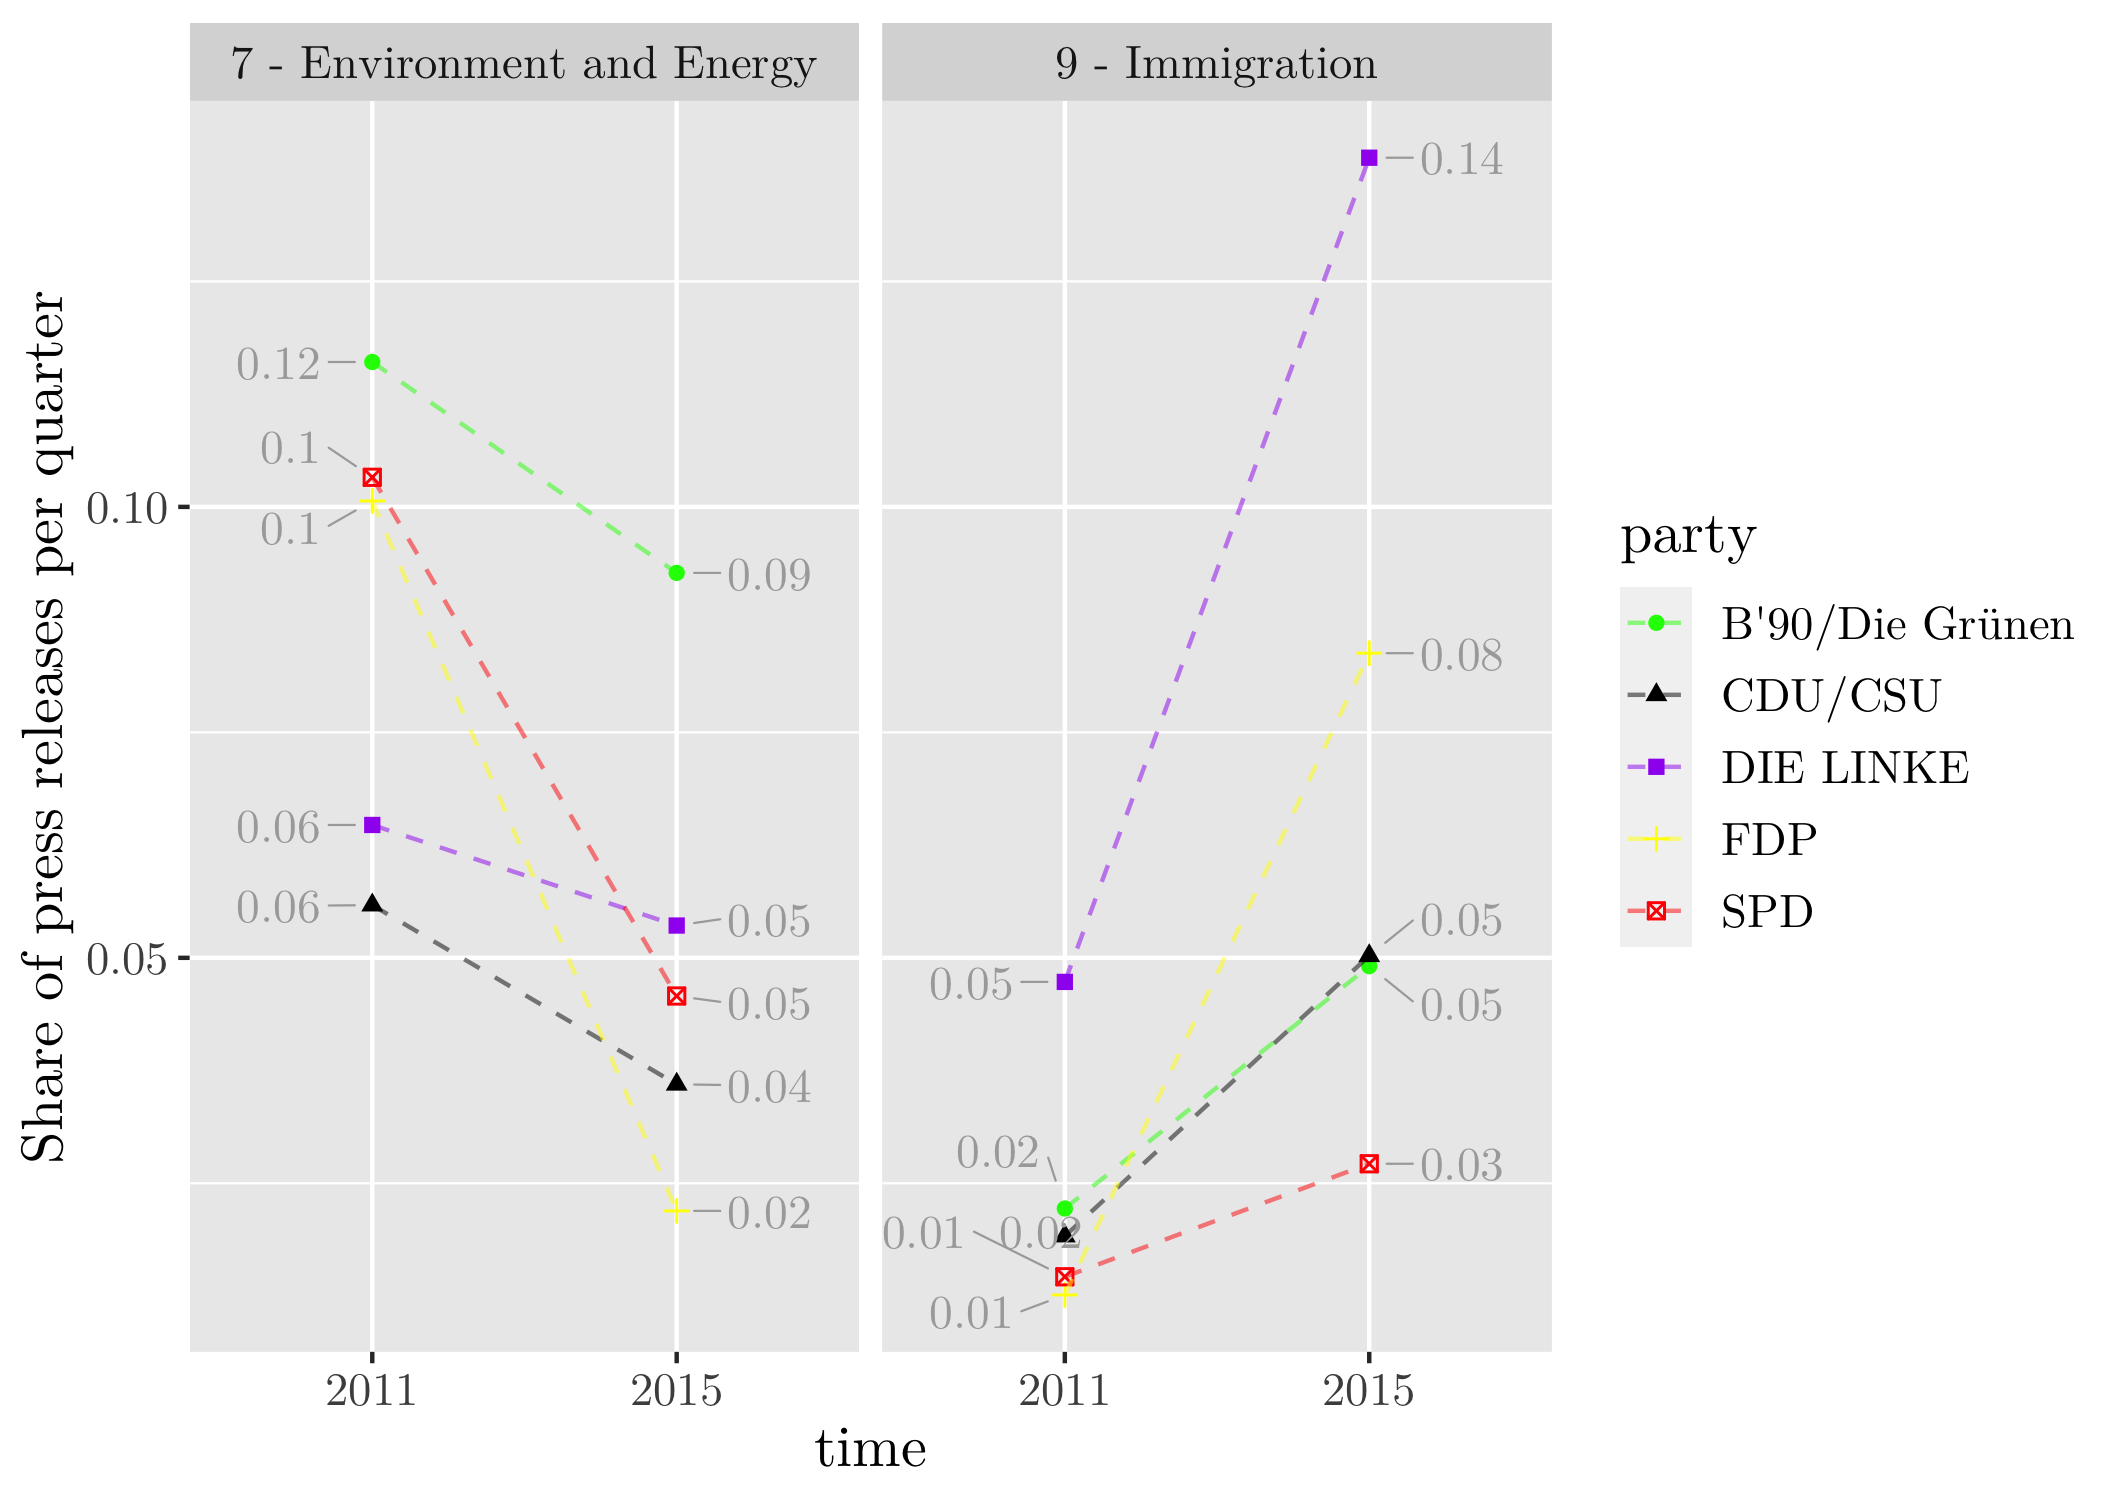 7 - Environment and Energy
9 - Immigration
Share of press releases per quarter
0.10
0.05
0.12
0.1
0.1
0.06
0.06
0.09
0.05
0.05
0.04
0.02
0.14
0.08
0.05
0.05
0.05
0.02
0.01
0.02
0.03
0.01
2011
2015
2011
2015
time
party
B'90/Die Grünen
CDU/CSU
DIE LINKE
FDP
SPD